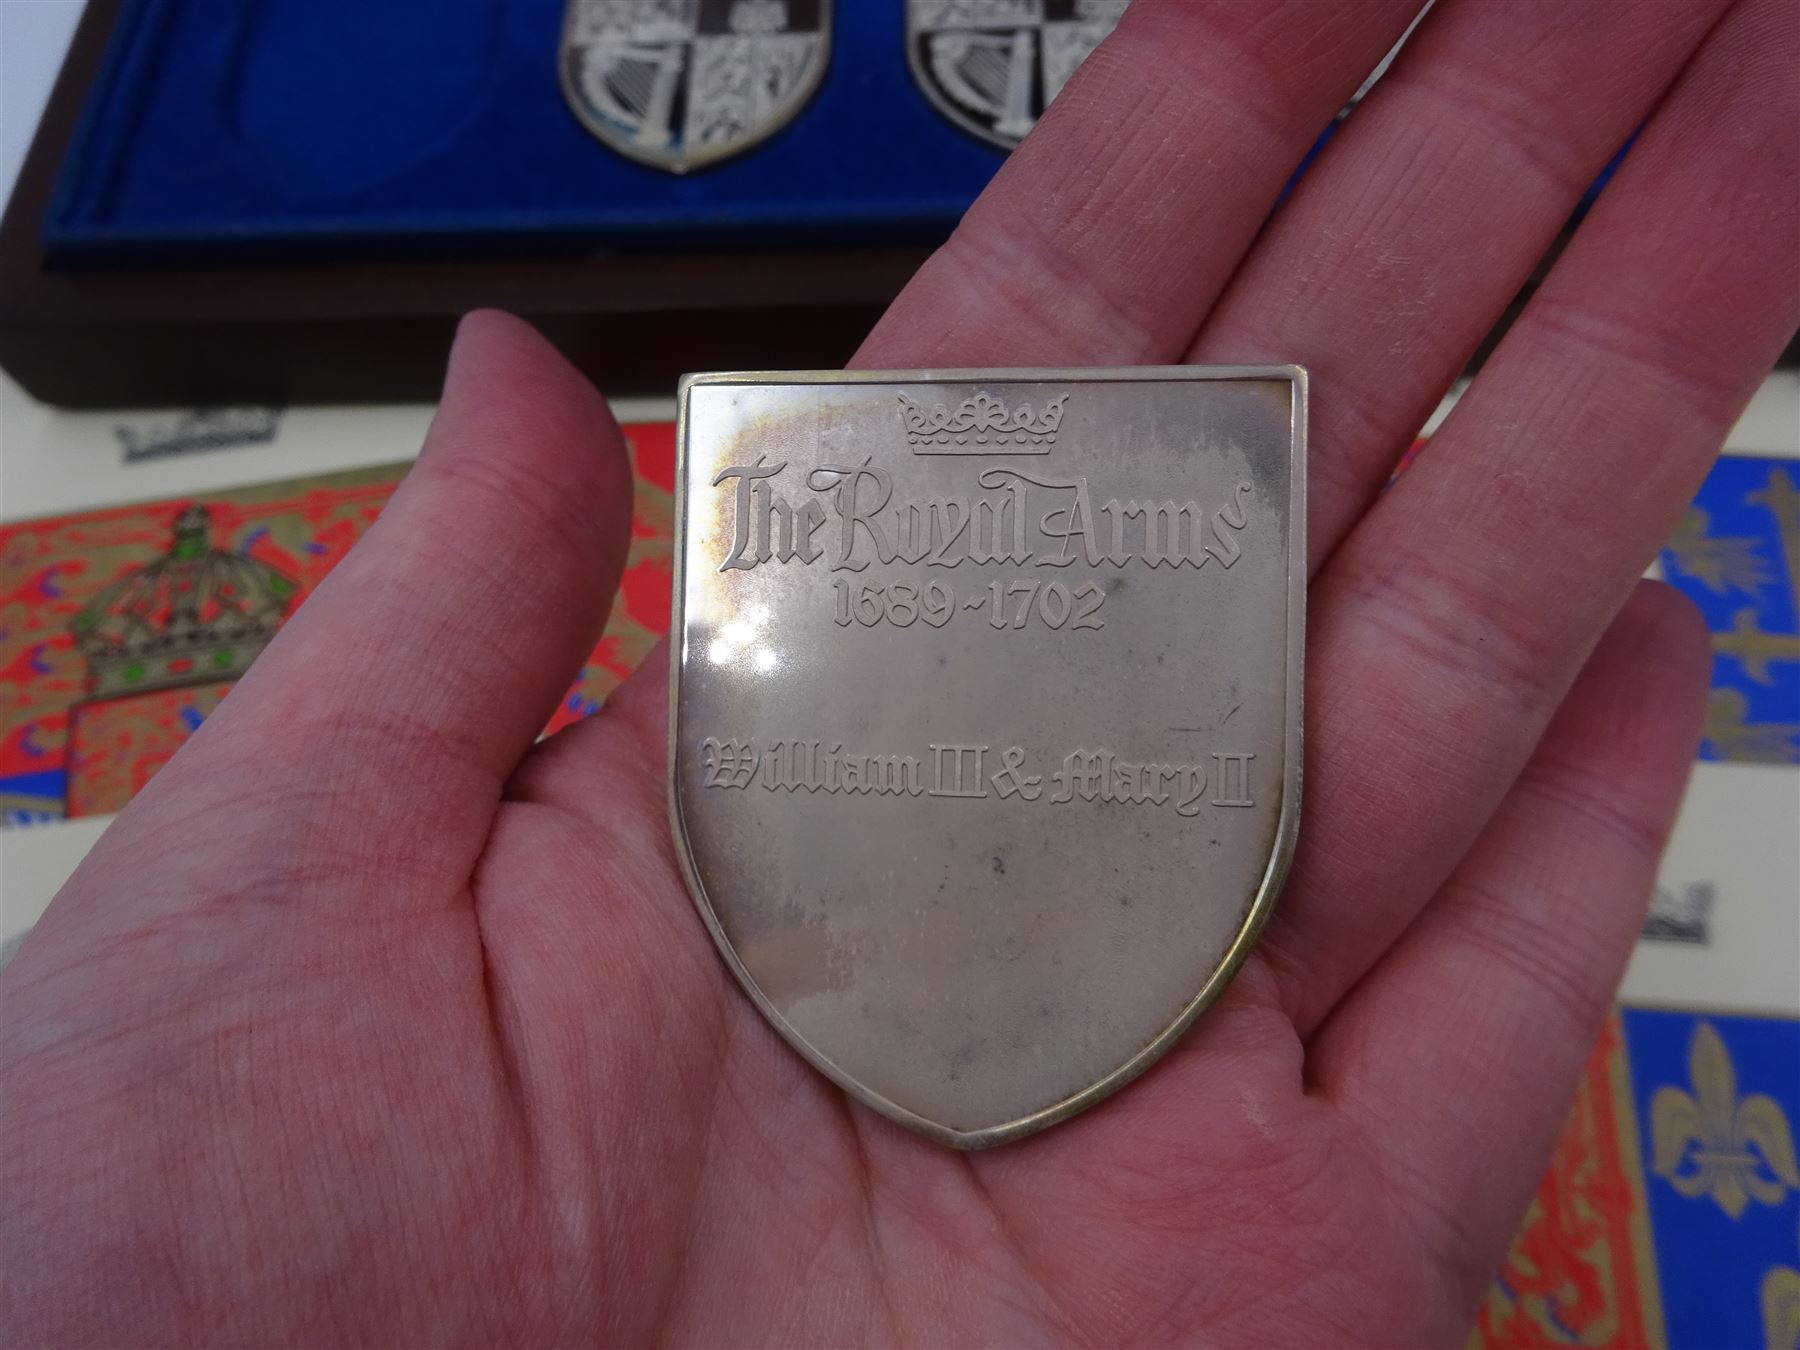 The Royal Arms
1689~1702
William III & Mary II